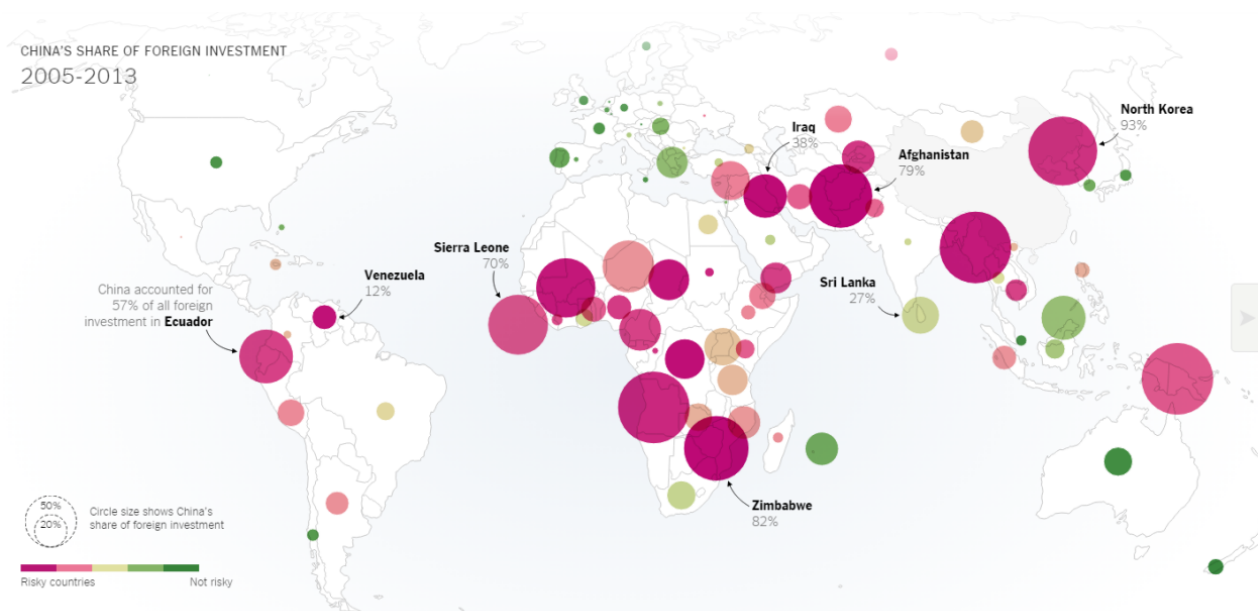 CHINA'S SHARE OF FOREIGN INVESTMENT
2005-2013
North Korea
93%
Iraq
38%
Afghanistan
79%
Sierra Leone
70%
Venezuela
12%
Sri Lanka
27%
China accounted for
57% of all foreign
investment in Ecuador
Zimbabwe
82%
50%
20%
Circle size shows China's
share of foreign investment
Risky countries
Not risky